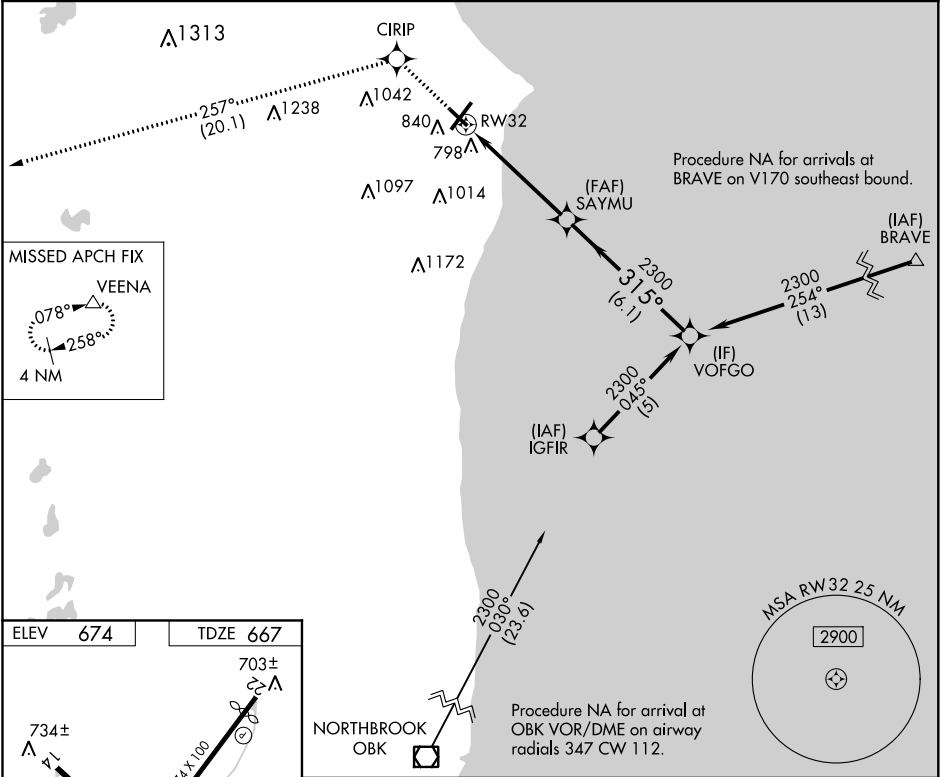 1313
CIRIP
257°
(20.1)
1238
1042
840
RW32
798
1097
1014
1172
Procedure NA for arrivals at
BRAVE on V170 southeast bound.
(FAF)
SAYMU
(IAF)
BRAVE
2300
315°
(6.1)
2300
254°
(13)
(IF)
VOFGO
2300
045°
(5)
(IAF)
IGFIR
MISSED APCH FIX
VEENA
078°
258°
4 NM
2300
030°
(23.6)
MSA RW32 25 NM
2900
NORTHBROOK
OBK
Procedure NA for arrival at
OBK VOR/DME on airway
radials 347 CW 112.
ELEV 674
TDZE 667
703±
22
P
734±
14
X 100